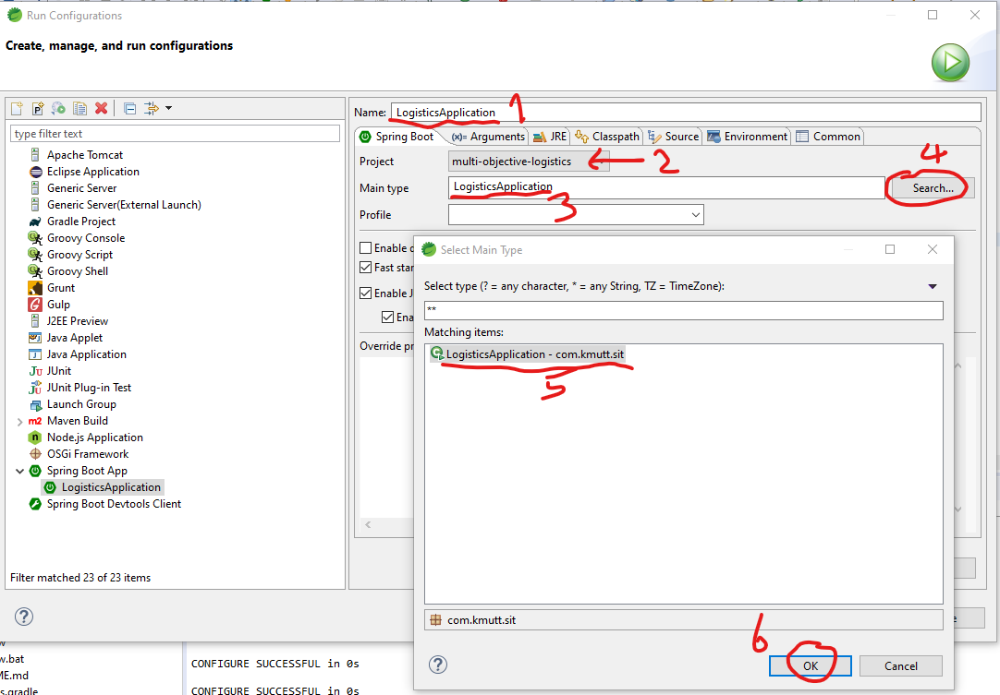 Run Configurations
Create, manage, and run configurations
type filter text
Apache Tomcat
Eclipse Application
Generic Server
Generic Server(External Launch)
Gradle Project
Groovy Console
Groovy Script
Groovy Shell
Grunt
Gulp
J2EE Preview
Java Applet
Java Application
JUnit
JUnit Plug-in Test
Launch Group
Maven Build
Node.js Application
OSGi Framework
Spring Boot App
LogisticsApplication
Spring Boot Devtools Client
Filter matched 23 of 23 items
Name: LogisticsApplication 1
Spring Boot (x)= Arguments JRE Classpath Source Environment Common
Project multi-objective-logistics 2
4
Main type LogisticsApplication Search...
3
Profile
Enable
Fast star
Enable J
Ena
Override pr
Select Main Type
Select type (? = any character, * = any String, TZ = TimeZone):
**
Matching items:
LogisticsApplication - com.kmutt.sit
5
com.kmutt.sit
6
OK Cancel
w.bat
ME.md
s.gradle
CONFIGURE SUCCESSFUL in 0s
CONFIGURE SUCCESSFUL in 0s